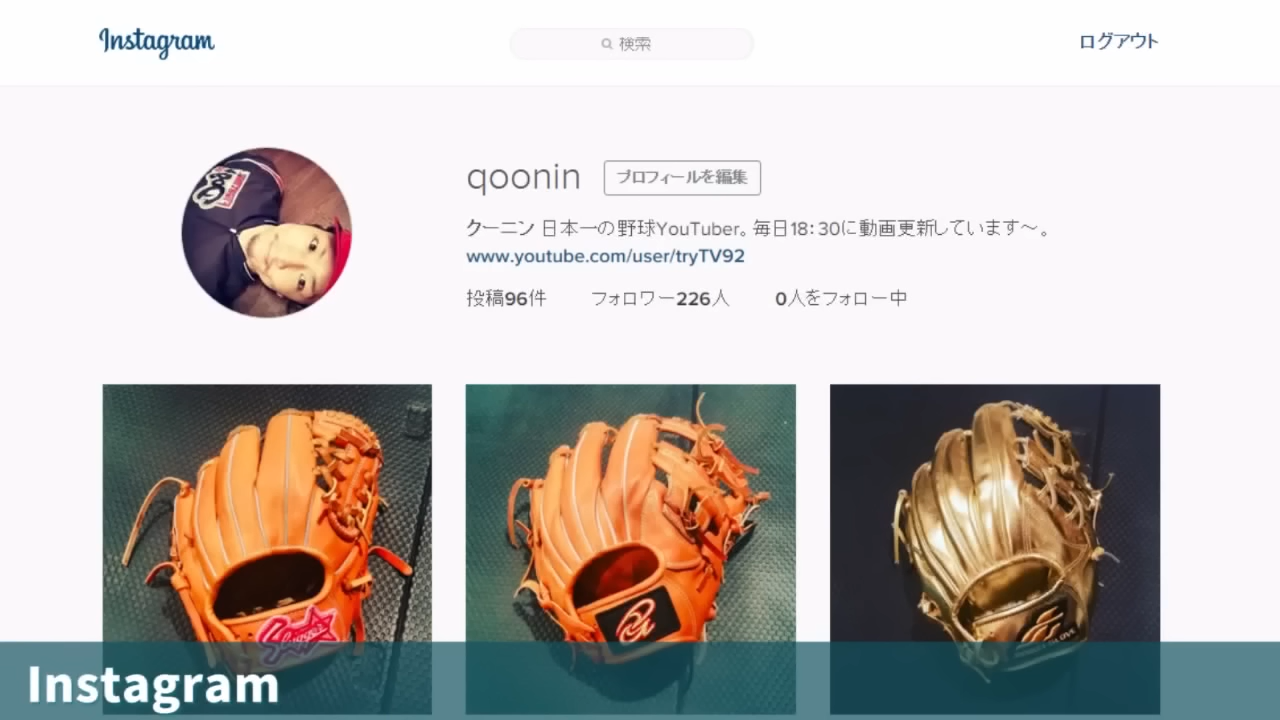 Instagram
検索
ログアウト
qoonin
プロフィールを編集
クーニン 日本一の野球YouTuber。毎日18:30に動画更新しています〜。
www.youtube.com/user/tryTV92
投稿96件 フォロワー226人 0人をフォロー中
Instagram